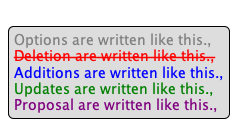 Options are written like this.,
Deletion are written like this.,
Additions are written like this.,
Updates are written like this.,
Proposal are written like this.,